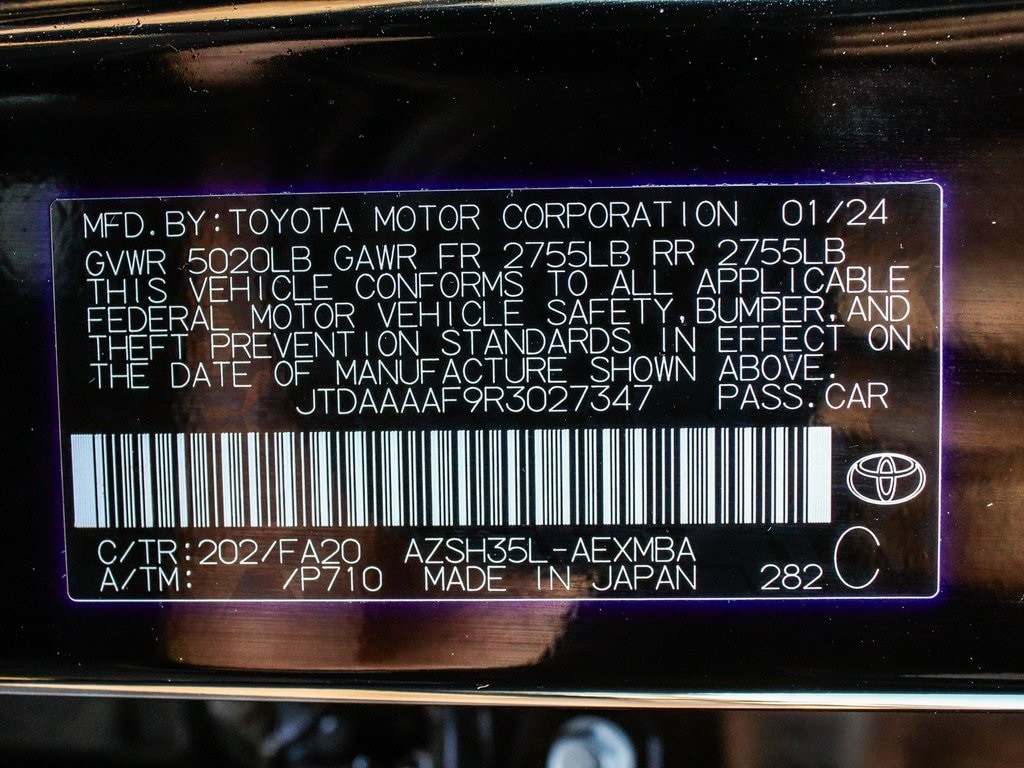 MFD. BY: TOYOTA MOTOR CORPORATION 01/24
GVWR 5020LB GAWR FR 2755LB RR 2755LB
THIS VEHICLE CONFORMS TO ALL APPLICABLE
FEDERAL MOTOR VEHICLE SAFETY, BUMPER, AND
THEFT PREVENTION STANDARDS IN EFFECT ON
THE DATE OF MANUFACTURE SHOWN ABOVE.
JTDAAAAF9R3027347 PASS. CAR
C/TR: 202/FA20 AZSH35L-AEXMBA
A/TM: /P710 MADE IN JAPAN 282 C